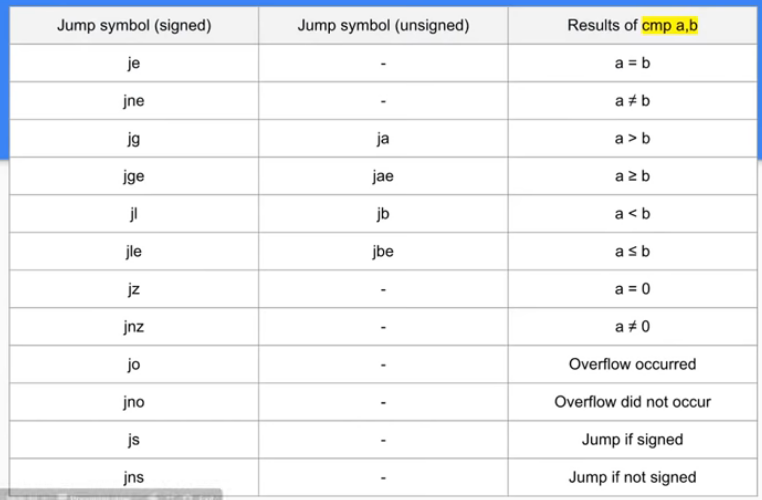 Jump symbol (signed) Jump symbol (unsigned) Results of cmp a,b
je - a = b
jne - a ≠ b
jg ja a > b
jge jae a ≥ b
jl jb a < b
jle jbe a ≤ b
jz - a = 0
jnz - a ≠ 0
jo - Overflow occurred
jno - Overflow did not occur
js - Jump if signed
jns - Jump if not signed